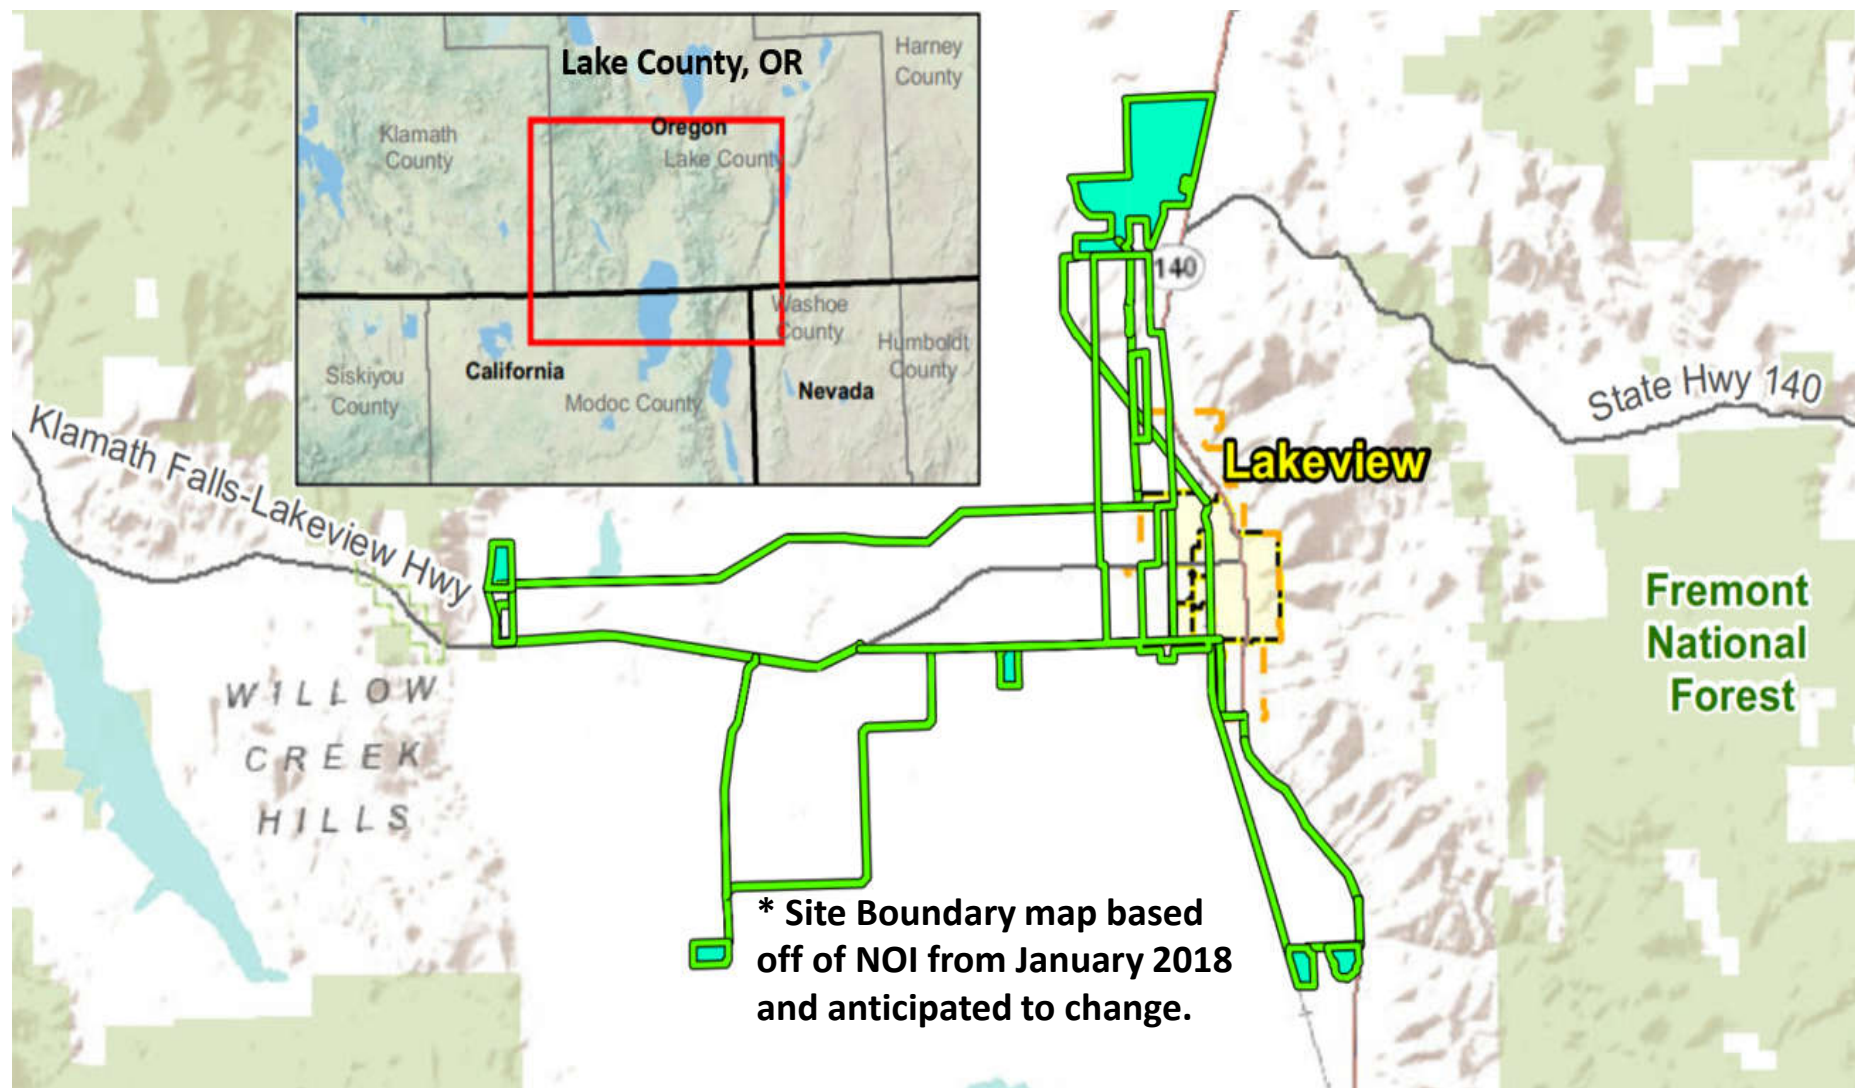 Lake County, OR
Harney
County
Klamath
County
Oregon
Lake County
Washoe
County
Humboldt
County
Siskiyou
County
California
Modoc County
Nevada
140
State Hwy 140
Klamath Falls-Lakeview Hwy
Lakeview
Fremont
National
Forest
WILLOW
CREEK
HILLS
* Site Boundary map based
off of NOI from January 2018
and anticipated to change.